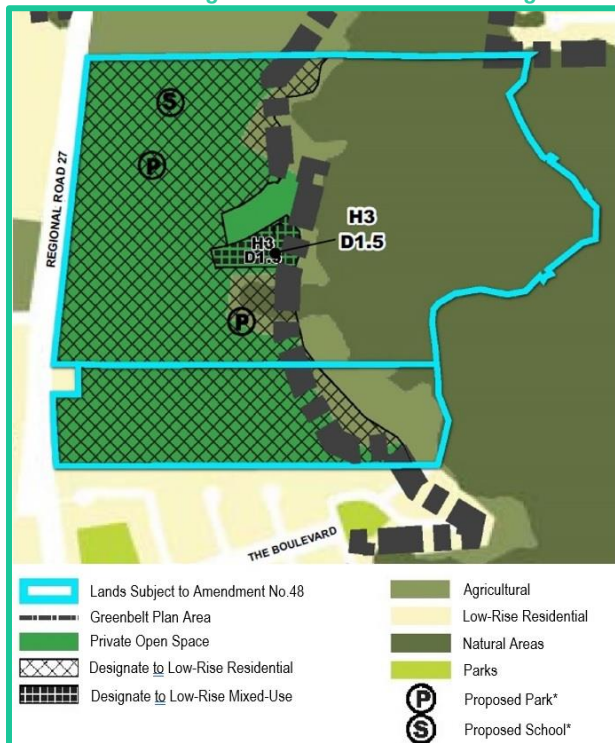 S
P
REGIONAL ROAD 27
H3
D1.5
H3
P
THE BOULEVARD
Lands Subject to Amendment No.48
Greenbelt Plan Area
Private Open Space
Designate to Low-Rise Residential
Designate to Low-Rise Mixed-Use
Agricultural
Low-Rise Residential
Natural Areas
Parks
P Proposed Park*
S Proposed School*